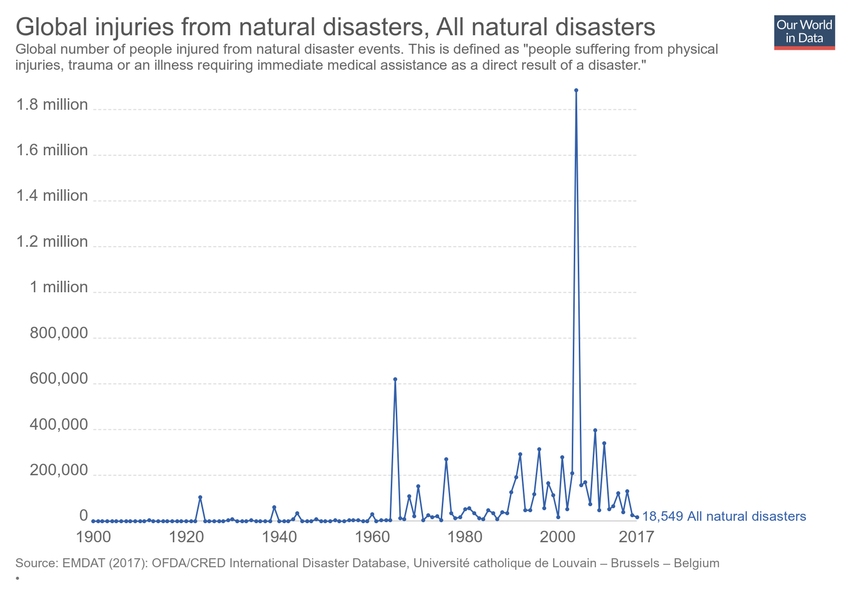 Global injuries from natural disasters, All natural disasters
Our World
in Data
Global number of people injured from natural disaster events. This is defined as "people suffering from physical
injuries, trauma or an illness requiring immediate medical assistance as a direct result of a disaster."
1.8 million
1.6 million
1.4 million
1.2 million
1 million
800,000
600,000
400,000
200,000
0
18,549 All natural disasters
1900
1920
1940
1960
1980
2000
2017
Source: EMDAT (2017): OFDA/CRED International Disaster Database, Université catholique de Louvain – Brussels – Belgium
•